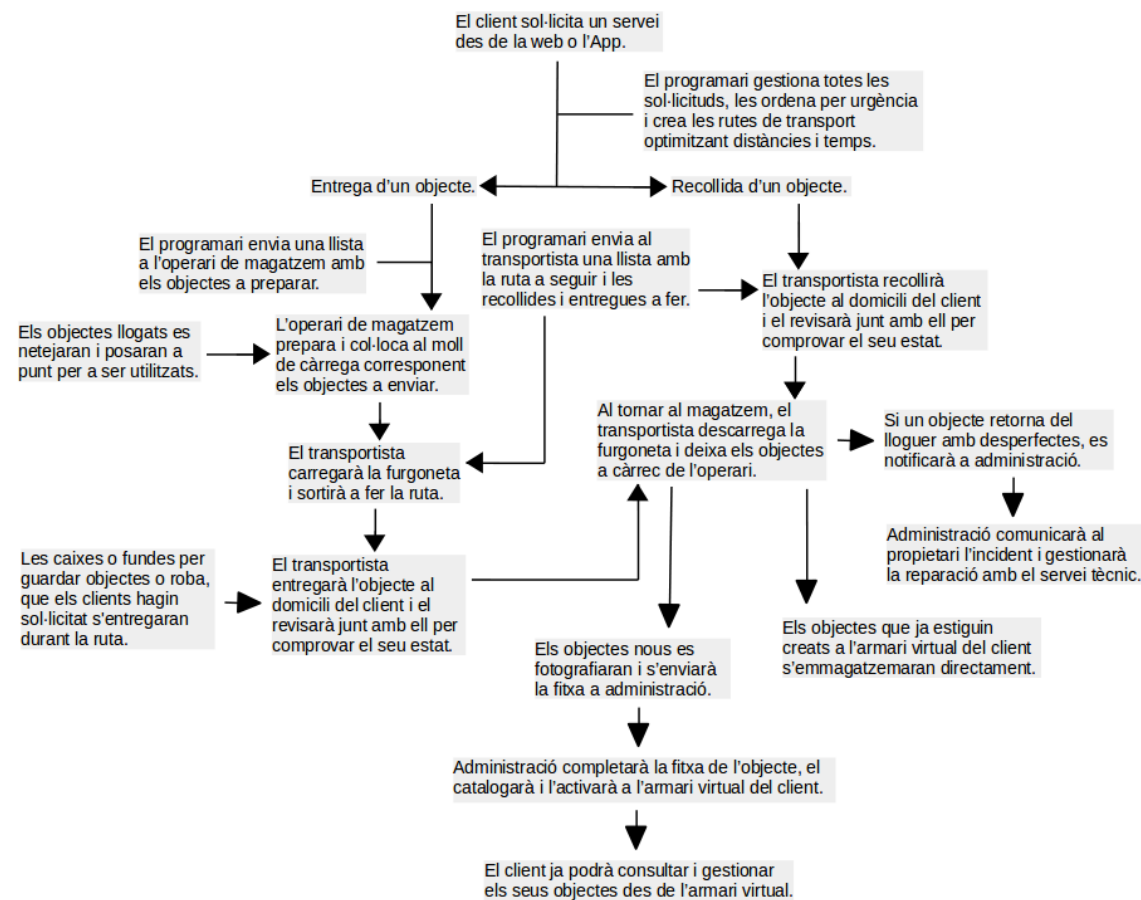 El client sol·licita un servei
des de la web o l'App.
El programari gestiona totes les
sol·licituds, les ordena per urgència
i crea les rutes de transport
optimitzant distàncies i temps.
Entrega d'un objecte.
Recollida d'un objecte.
El programari envia una llista
a l'operari de magatzem amb
els objectes a preparar.
El programari envia al
transportista una llista amb
la ruta a seguir i les
recollides i entregues a fer.
El transportista recollirà
l'objecte al domicili del client
i el revisarà junt amb ell per
comprovar el seu estat.
Els objectes llogats es
netejaran i posaran a
punt per a ser utilitzats.
L'operari de magatzem
prepara i col·loca al moll
de càrrega corresponent
els objectes a enviar.
Al tornar al magatzem, el
transportista descarrega la
furgoneta i deixa els objectes
a càrrec de l'operari.
Si un objecte retorna del
lloguer amb desperfectes, es
notificarà a administració.
El transportista
carregarà la furgoneta
i sortirà a fer la ruta.
Administració comunicarà al
propietari l'incident i gestionarà
la reparació amb el servei tècnic.
Les caixes o fundes per
guardar objectes o roba,
que els clients hagin
sol·licitat s'entregaran
durant la ruta.
El transportista
entregarà l'objecte al
domicili del client i el
revisarà junt amb ell per
comprovar el seu estat.
Els objectes que ja estiguin
creats a l'armari virtual del client
s'emmagatzemaran directament.
Els objectes nous es
fotografiaran i s'enviarà
la fitxa a administració.
Administració completarà la fitxa de l'objecte, el
catalogarà i l'activarà a l'armari virtual del client.
El client ja podrà consultar i gestionar
els seus objectes des de l'armari virtual.